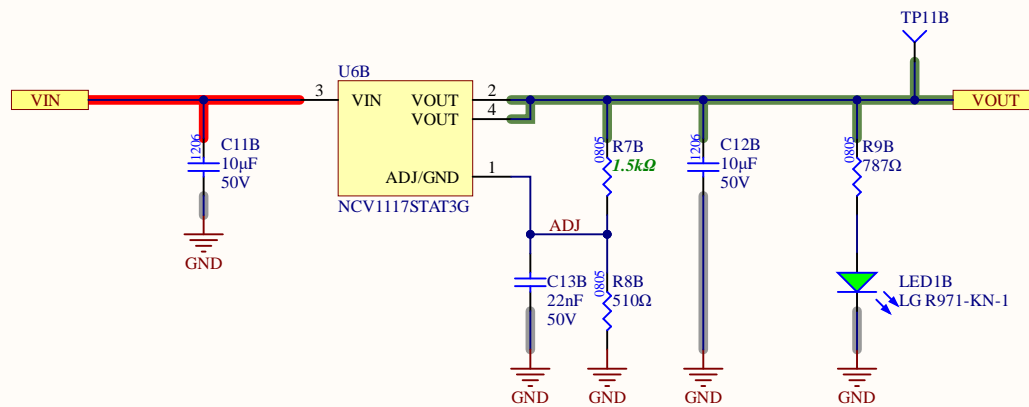 TP11B
U6B
VIN
3
VIN
VOUT
2
VOUT
4
VOUT
ADJ/GND
1
NCV1117STAT3G
1206
C11B
10µF
50V
GND
0805
R7B
1.5kΩ
1206
C12B
10µF
50V
0805
R9B
787Ω
ADJ
C13B
22nF
50V
0805
R8B
510Ω
LED1B
LG R971-KN-1
GND
GND
GND
GND